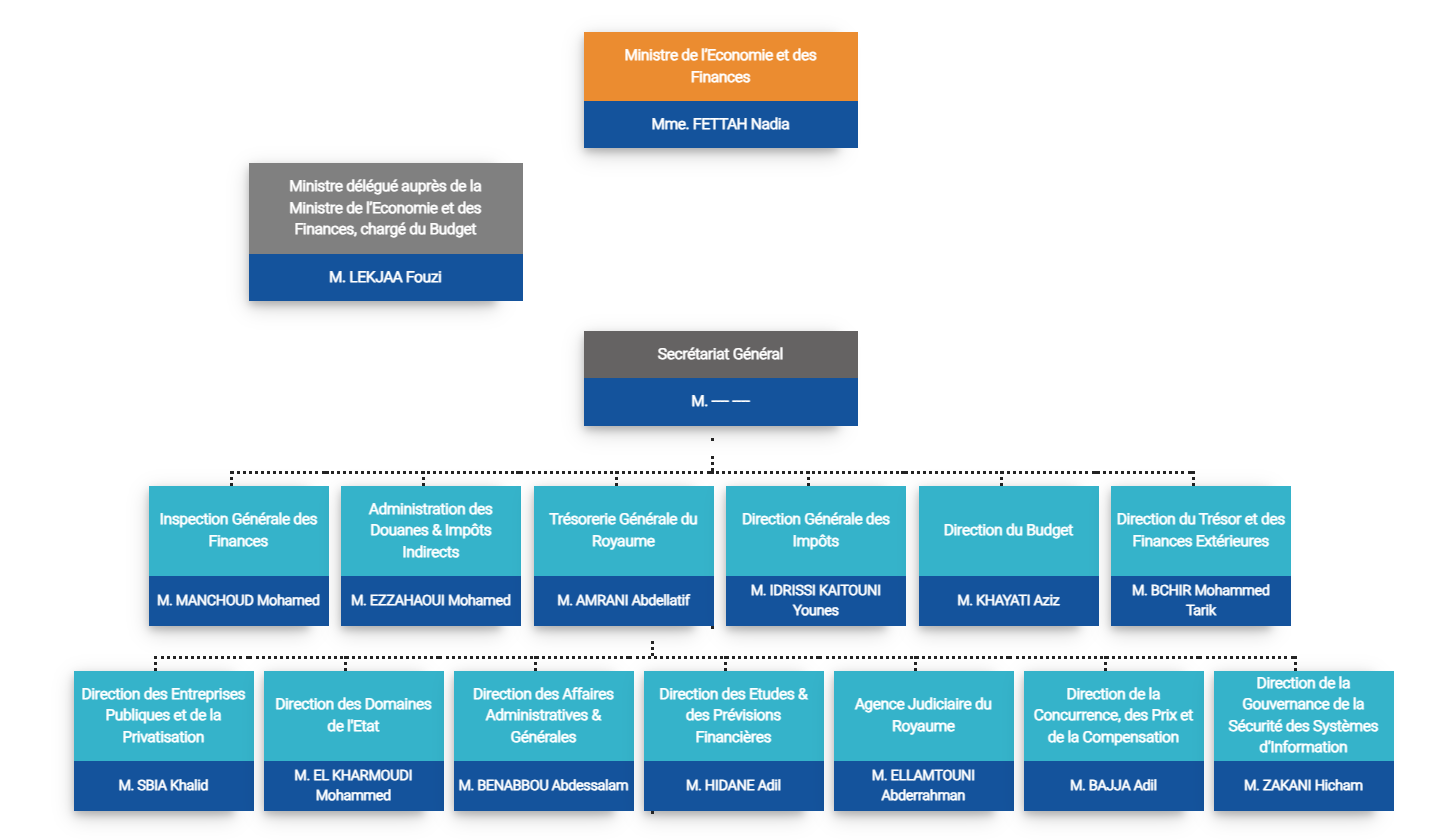 Ministre de l'Economie et des
Finances
Mme. FETTAH Nadia
Ministre délégué auprès de la
Ministre de l'Economie et des
Finances, chargé du Budget
M. LEKJAA Fouzi
Secrétariat Général
M. — —
Inspection Générale des
Finances
M. MANCHOUD Mohamed
Administration des
Douanes & Impôts
Indirects
M. EZZAHAOUI Mohamed
Trésorerie Générale du
Royaume
M. AMRANI Abdellatif
Direction Générale des
Impôts
M. IDRISSI KAITOUNI
Younes
Direction du Budget
M. KHAYATI Aziz
Direction du Trésor et des
Finances Extérieures
M. BCHIR Mohammed
Tarik
Direction des Entreprises
Publiques et de la
Privatisation
M. SBIA Khalid
Direction des Domaines
de l'Etat
M. EL KHARMOUDI
Mohammed
Direction des Affaires
Administratives &
Générales
M. BENABBOU Abdessalam
Direction des Etudes &
des Prévisions
Financières
M. HIDANE Adil
Agence Judiciaire du
Royaume
M. ELLAMTOUNI
Abderrahman
Direction de la
Concurrence, des Prix et
de la Compensation
M. BAJJA Adil
Direction de la
Gouvernance de la
Sécurité des Systèmes
d'Information
M. ZAKANI Hicham